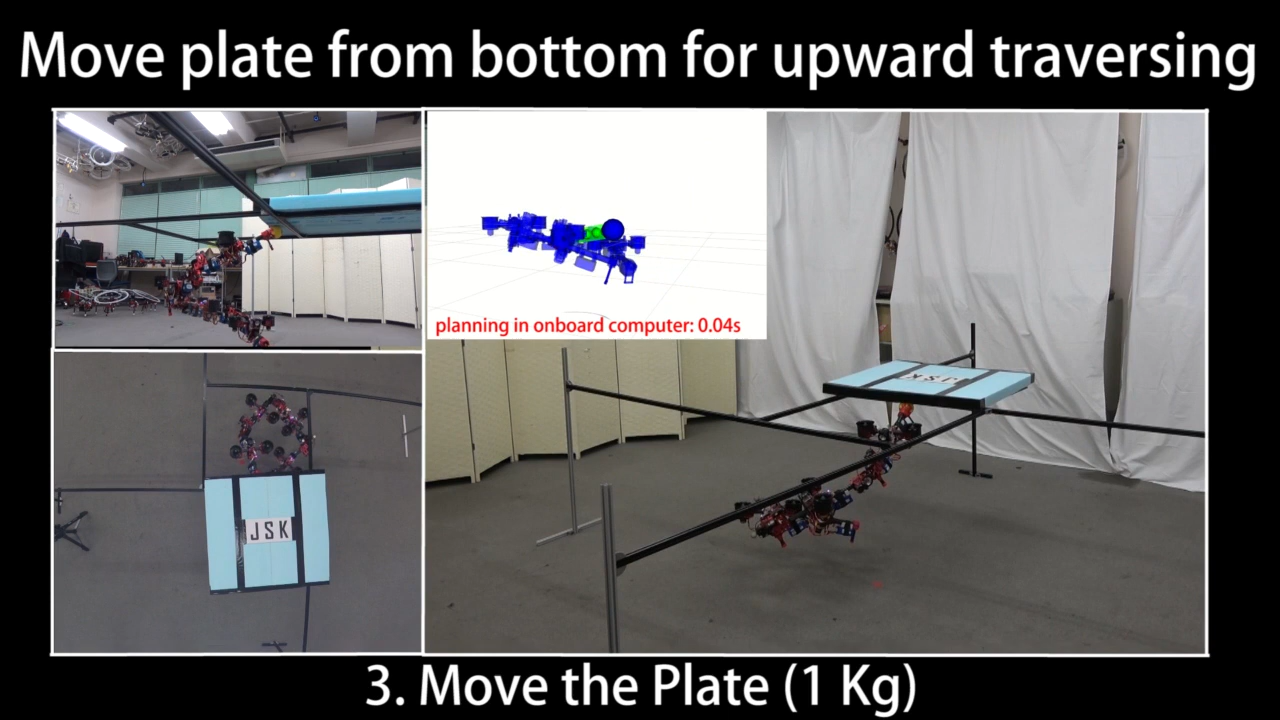 Move plate from bottom for upward traversing
planning in onboard computer: 0.04s
JSK
JSK
3. Move the Plate (1 Kg)